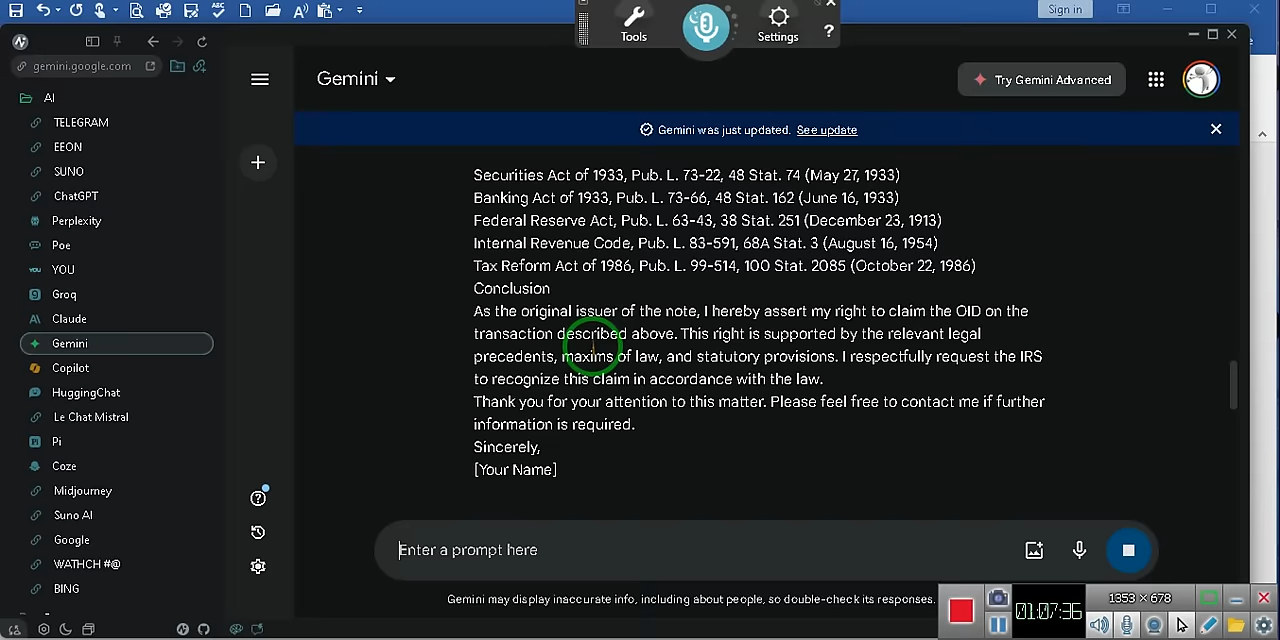 Sign in
Tools
Settings
?
gemini.google.com
AI
TELEGRAM
EEON
SUNO
ChatGPT
Perplexity
Poe
YOU
Groq
Claude
Gemini
Copilot
HuggingChat
Le Chat Mistral
Pi
Coze
Midjourney
Suno AI
Google
WATHCH #@
BING
Gemini
Try Gemini Advanced
Gemini was just updated. See update
Securities Act of 1933, Pub. L. 73-22, 48 Stat. 74 (May 27, 1933)
Banking Act of 1933, Pub. L. 73-66, 48 Stat. 162 (June 16, 1933)
Federal Reserve Act, Pub. L. 63-43, 38 Stat. 251 (December 23, 1913)
Internal Revenue Code, Pub. L. 83-591, 68A Stat. 3 (August 16, 1954)
Tax Reform Act of 1986, Pub. L. 99-514, 100 Stat. 2085 (October 22, 1986)
Conclusion
As the original issuer of the note, I hereby assert my right to claim the OID on the
transaction described above. This right is supported by the relevant legal
precedents, maxims of law, and statutory provisions. I respectfully request the IRS
to recognize this claim in accordance with the law.
Thank you for your attention to this matter. Please feel free to contact me if further
information is required.
Sincerely,
[Your Name]
Enter a prompt here
Gemini may display inaccurate info, including about people, so double-check its responses.
01:07:36
1353 × 678